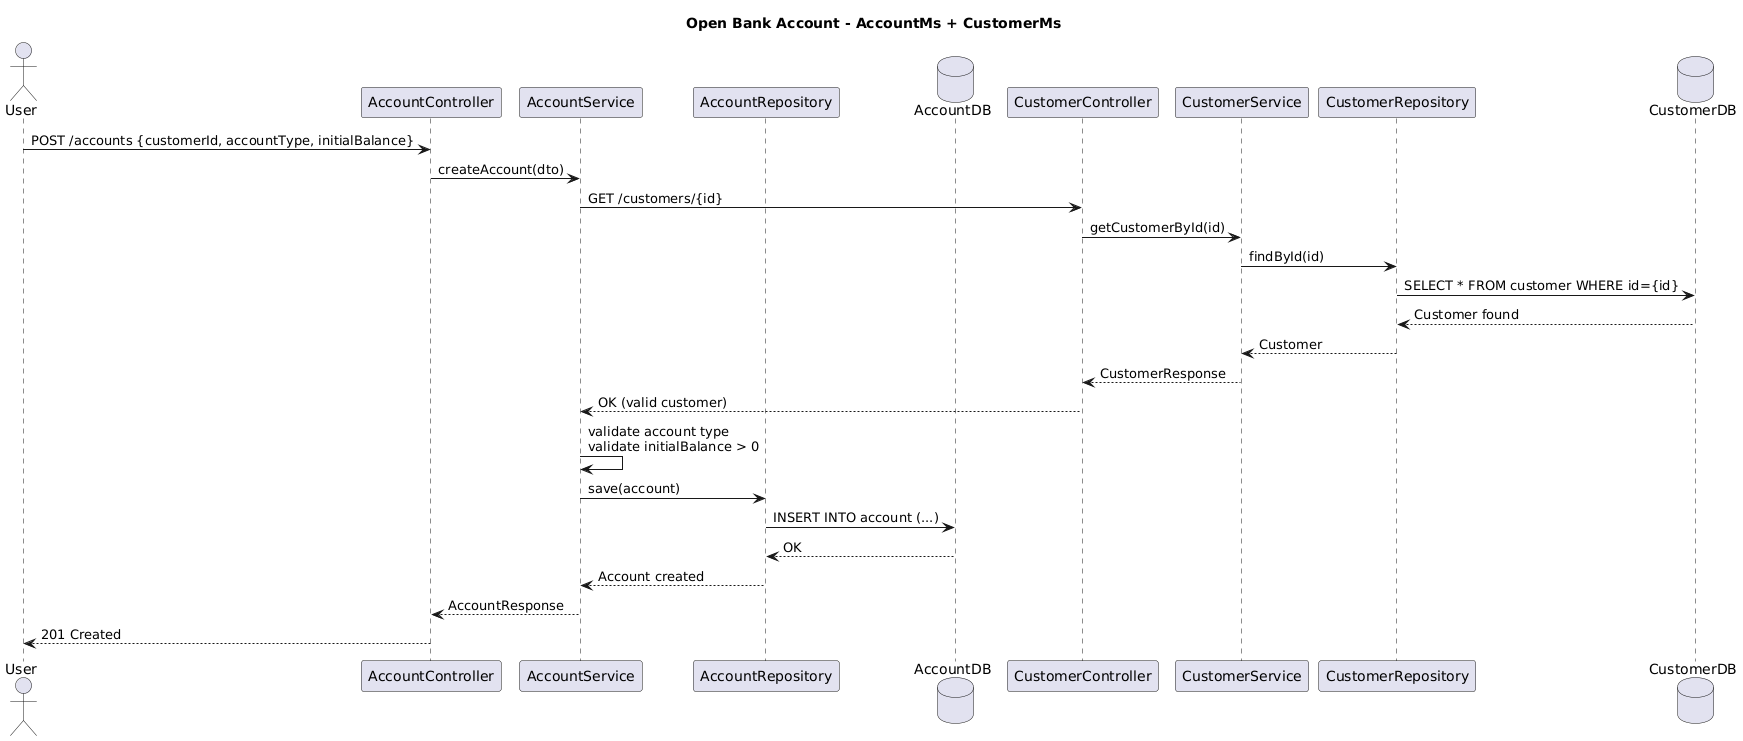 Open Bank Account - AccountMs + CustomerMs
User
AccountController
AccountService
AccountRepository
AccountDB
CustomerController
CustomerService
CustomerRepository
CustomerDB
POST /accounts {customerId, accountType, initialBalance}
createAccount(dto)
GET /customers/{id}
getCustomerById(id)
findById(id)
SELECT * FROM customer WHERE id={id}
Customer found
Customer
CustomerResponse
OK (valid customer)
validate account type
validate initialBalance > 0
save(account)
INSERT INTO account (...)
OK
Account created
AccountResponse
201 Created
User
AccountController
AccountService
AccountRepository
AccountDB
CustomerController
CustomerService
CustomerRepository
CustomerDB